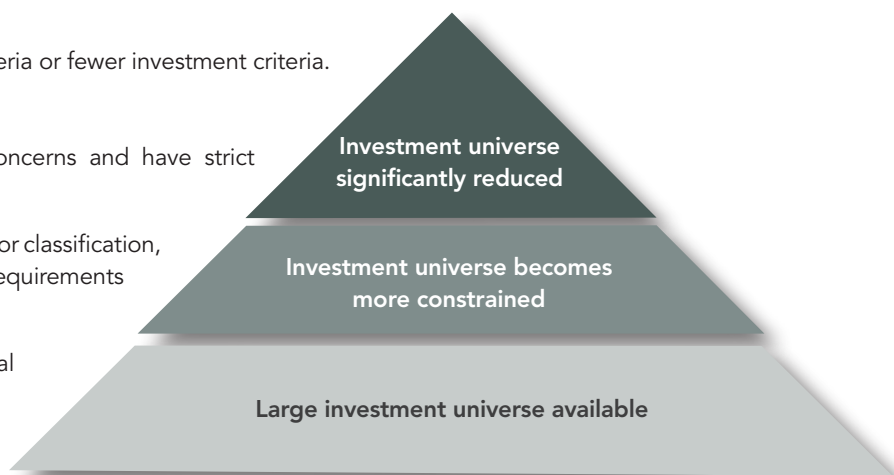 eria or fewer investment criteria.
oncerns and have strict
or classification,
equirements
al
Investment universe
significantly reduced
Investment universe becomes
more constrained
Large investment universe available